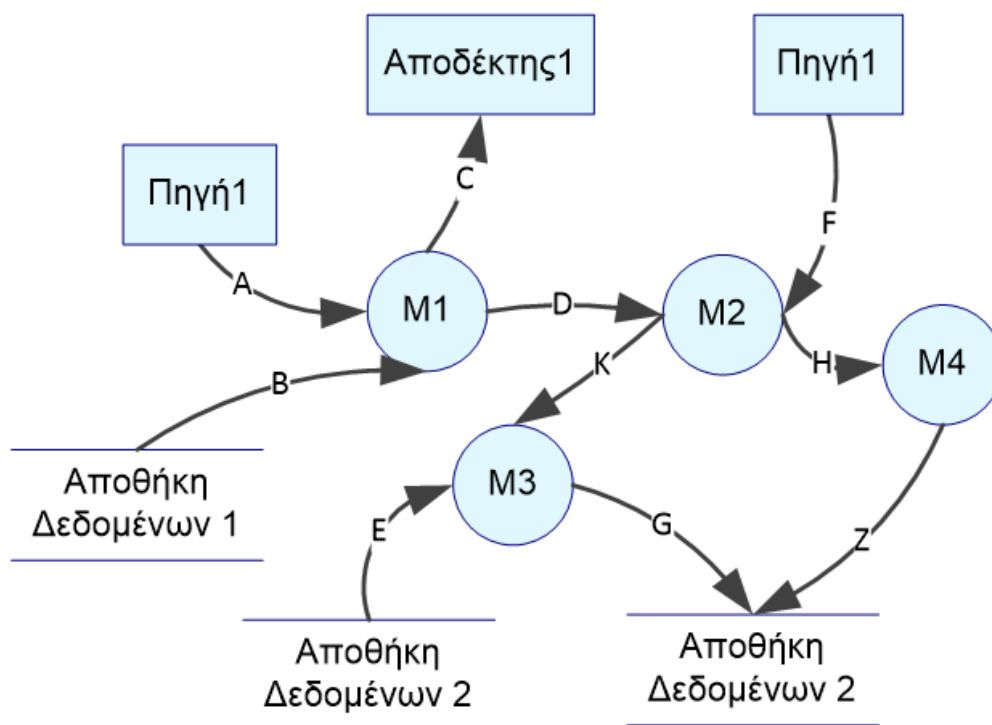 Αποδέκτης1
Πηγή1
Πηγή1
C
F
A
M1
D
M2
B
K
H
M4
Αποθήκη
Δεδομένων 1
M3
E
G
Z
Αποθήκη
Δεδομένων 2
Αποθήκη
Δεδομένων 2